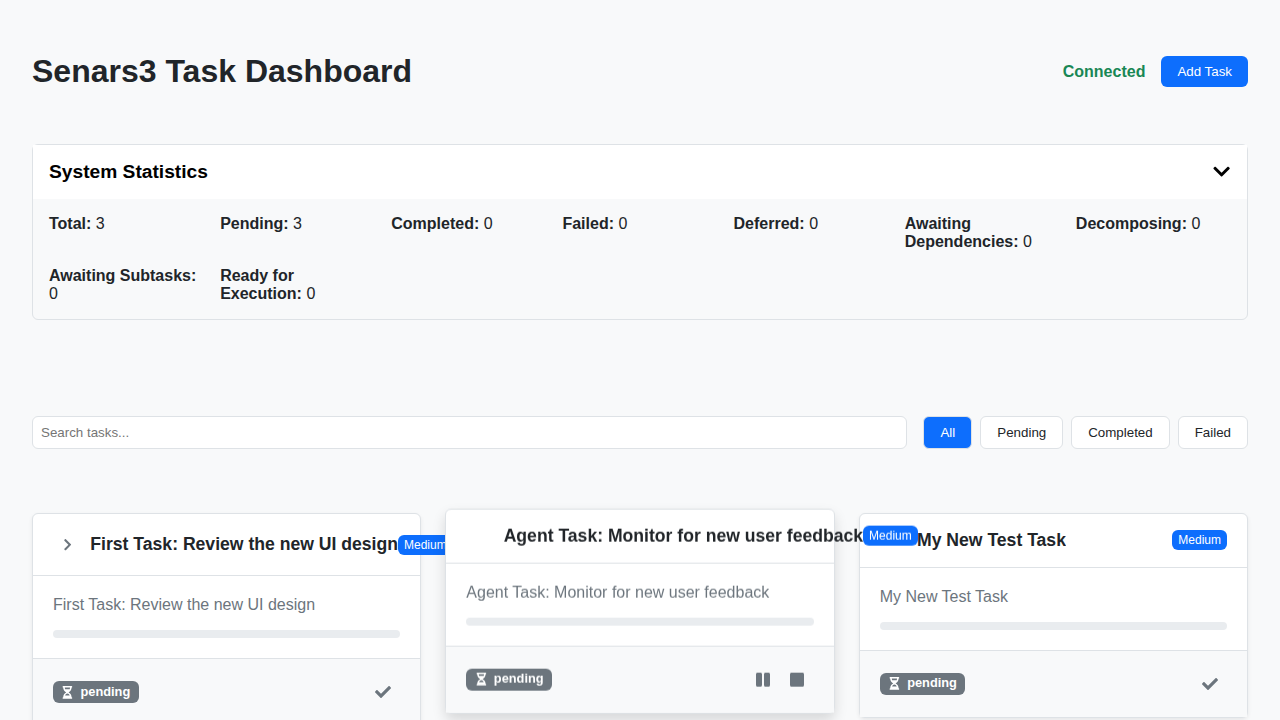 Senars3 Task Dashboard
Connected
Add Task
System Statistics
Total: 3
Pending: 3
Completed: 0
Failed: 0
Deferred: 0
Awaiting
Dependencies: 0
Decomposing: 0
Awaiting Subtasks:
0
Ready for
Execution: 0
Search tasks...
All
Pending
Completed
Failed
First Task: Review the new UI design
Medium
First Task: Review the new UI design
pending
Agent Task: Monitor for new user feedback
Medium
Agent Task: Monitor for new user feedback
pending
My New Test Task
Medium
My New Test Task
pending